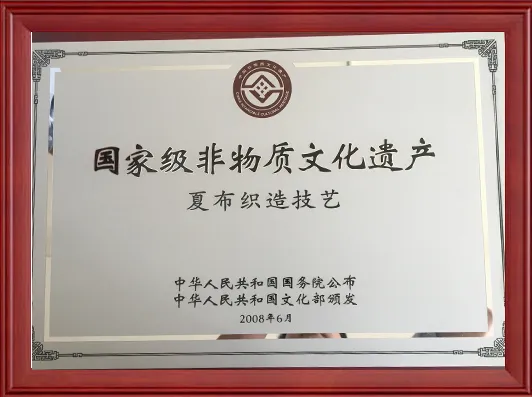 国家级非物质文化遗产
夏布织造技艺
中华人民共和国国务院公布
中华人民共和国文化部颁发
2008年6月